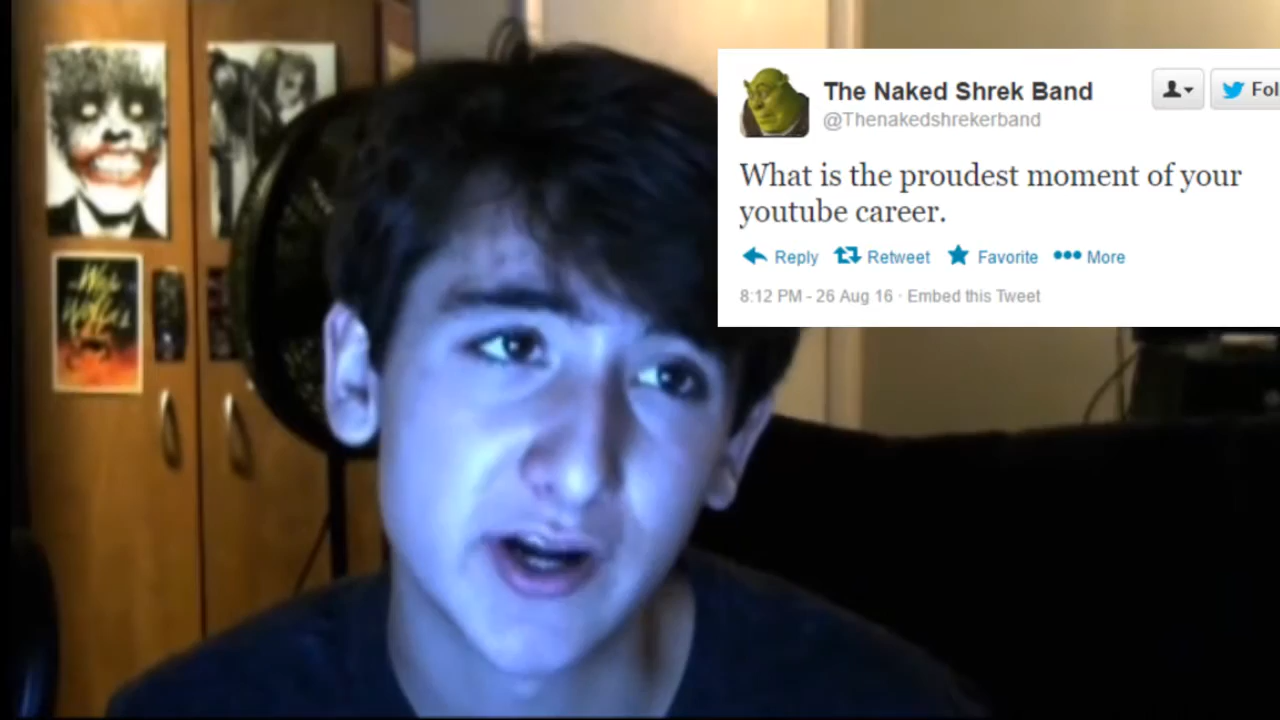 The Naked Shrek Band
@Thenakedshrekerband
Fol
What is the proudest moment of your
youtube career.
Reply Retweet Favorite More
8:12 PM - 26 Aug 16 · Embed this Tweet